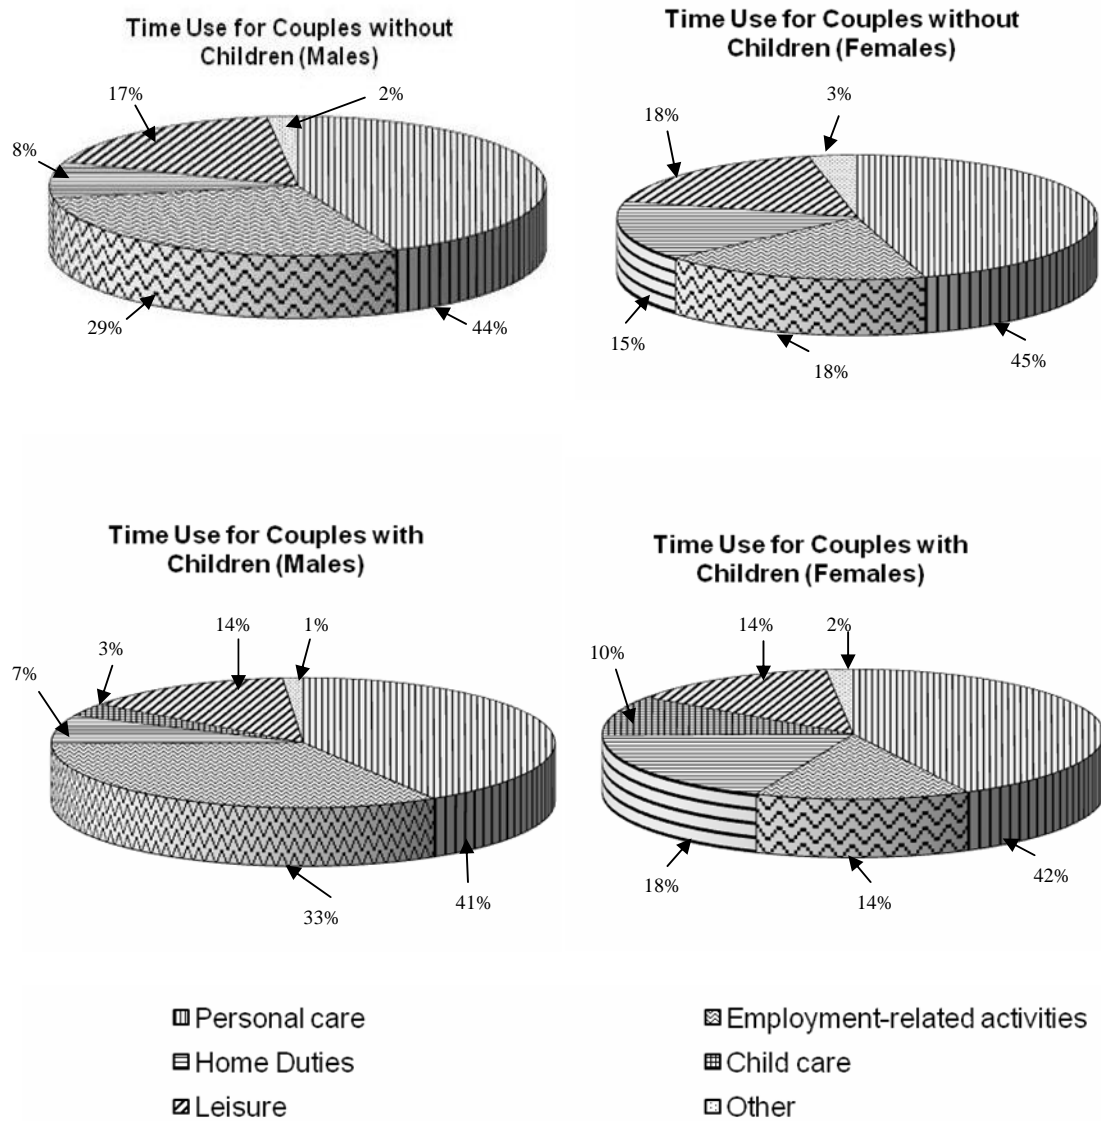 Time Use for Couples without
Children (Males)
17%
2%
8%
29%
44%
Time Use for Couples without
Children (Females)
3%
18%
15%
18%
45%
Time Use for Couples with
Children (Males)
14%
1%
3%
7%
33%
41%
Time Use for Couples with
Children (Females)
14%
2%
10%
18%
14%
42%
Personal care
Employment-related activities
Home Duties
Child care
Leisure
Other